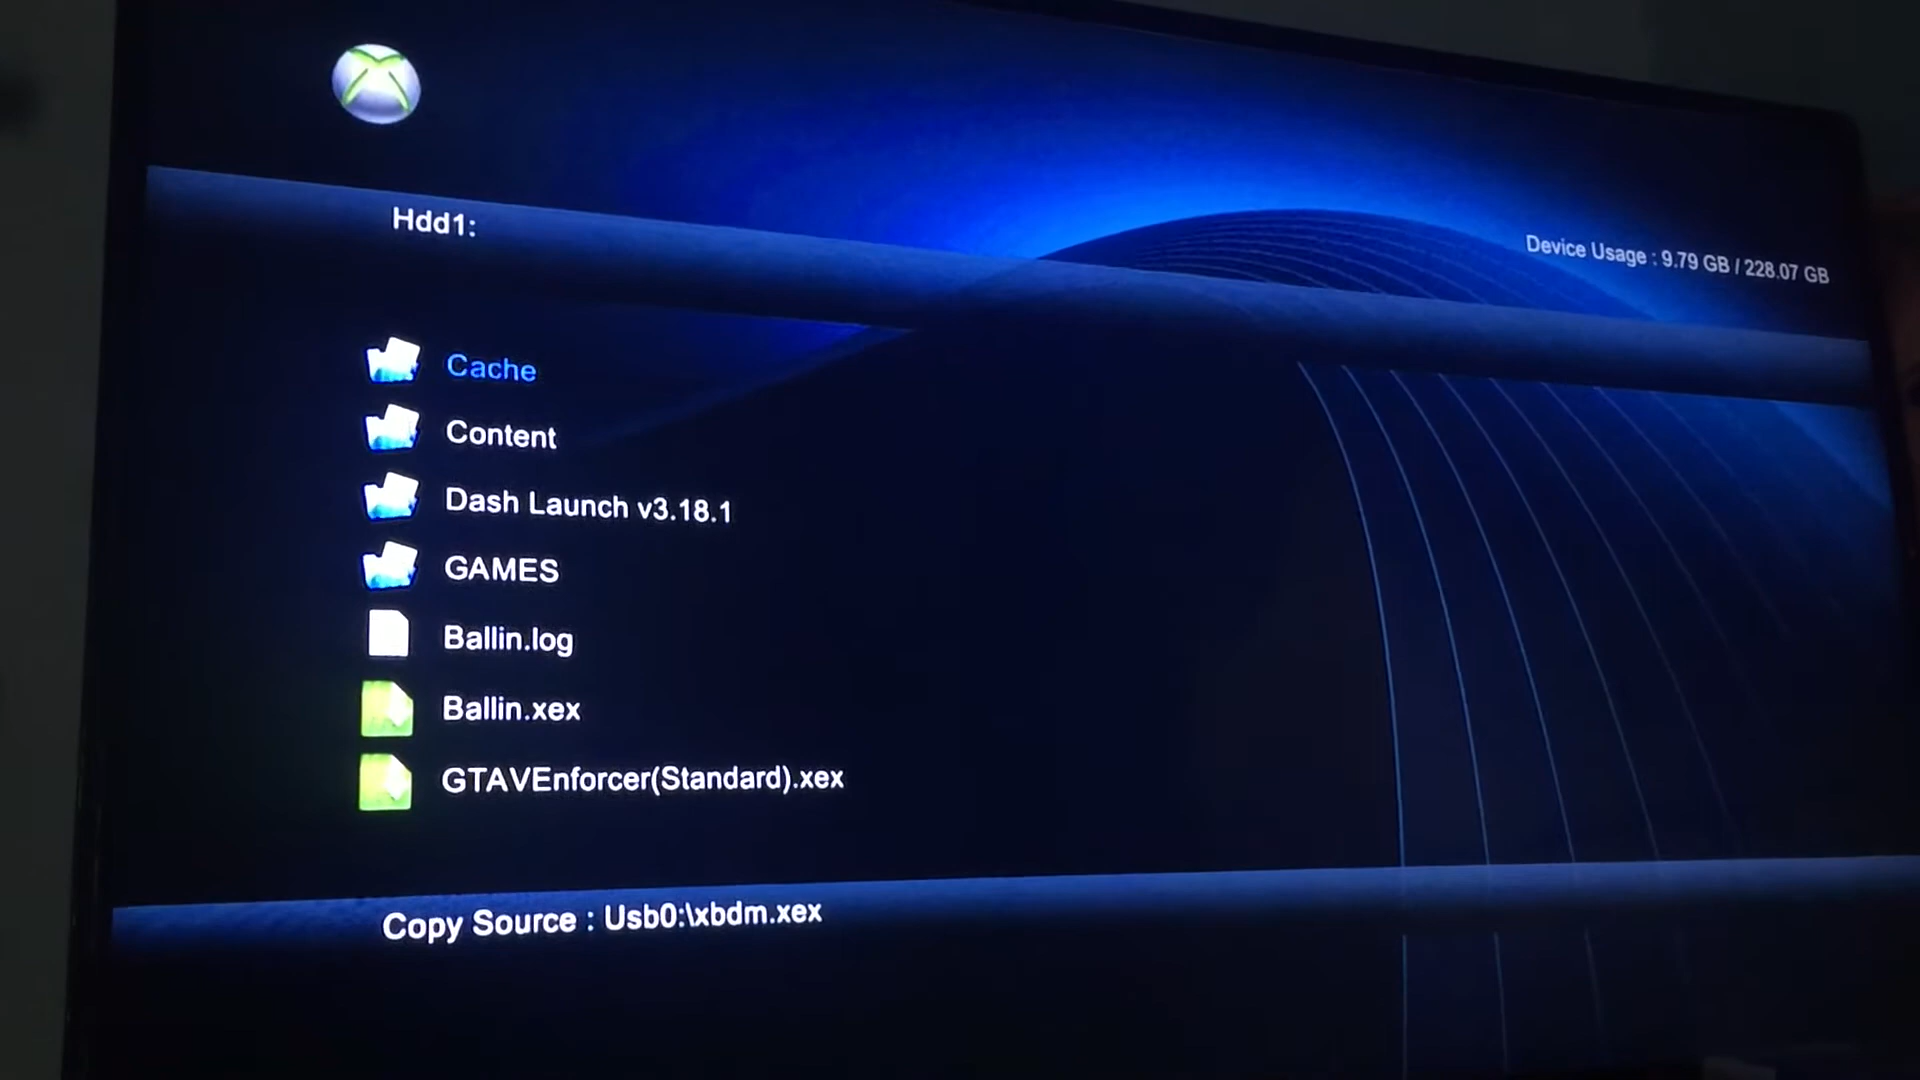 Hdd1:
Device Usage : 9.79 GB / 228.07 GB
Cache
Content
Dash Launch v3.18.1
GAMES
Ballin.log
Ballin.xex
GTAVEnforcer(Standard).xex
Copy Source : Usb0:\xbdm.xex